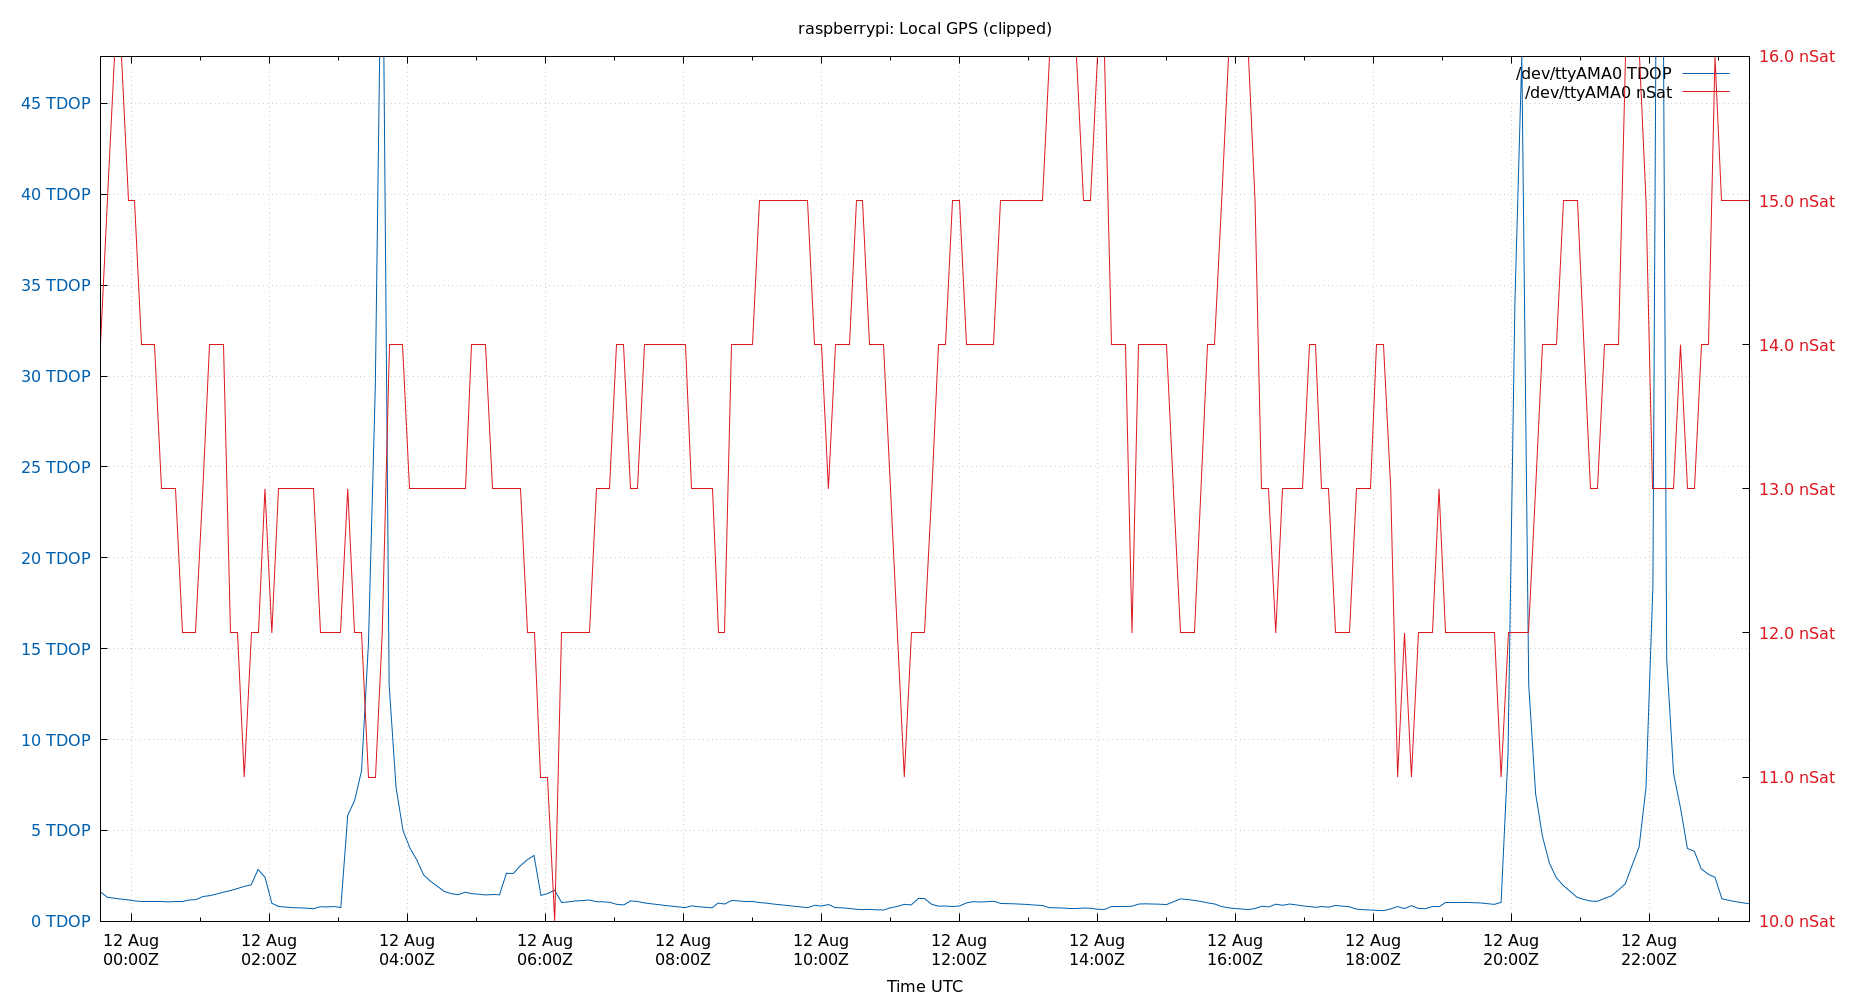 raspberrypi: Local GPS (clipped)
/dev/ttyAMA0 TDOP
/dev/ttyAMA0 nSat
45 TDOP
40 TDOP
35 TDOP
30 TDOP
25 TDOP
20 TDOP
15 TDOP
10 TDOP
5 TDOP
0 TDOP
16.0 nSat
15.0 nSat
14.0 nSat
13.0 nSat
12.0 nSat
11.0 nSat
10.0 nSat
12 Aug 12 Aug 12 Aug 12 Aug 12 Aug 12 Aug 12 Aug 12 Aug 12 Aug 12 Aug 12 Aug 12 Aug
00:00Z 02:00Z 04:00Z 06:00Z 08:00Z 10:00Z 12:00Z 14:00Z 16:00Z 18:00Z 20:00Z 22:00Z
Time UTC